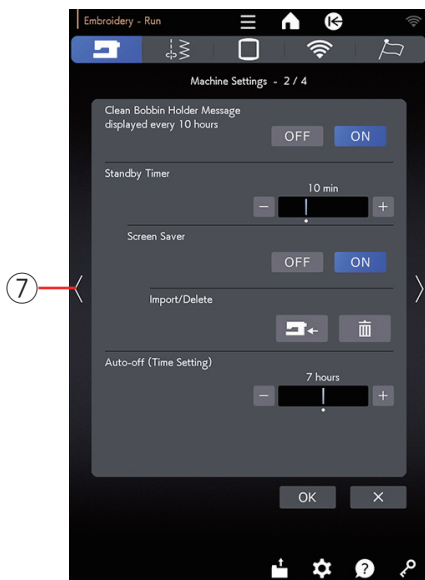 Embroidery - Run
Machine Settings - 2 / 4
Clean Bobbin Holder Message
displayed every 10 hours
OFF ON
Standby Timer
10 min
− +
Screen Saver
OFF ON
Import/Delete
Auto-off (Time Setting)
7 hours
− +
⑦
OK ×
?